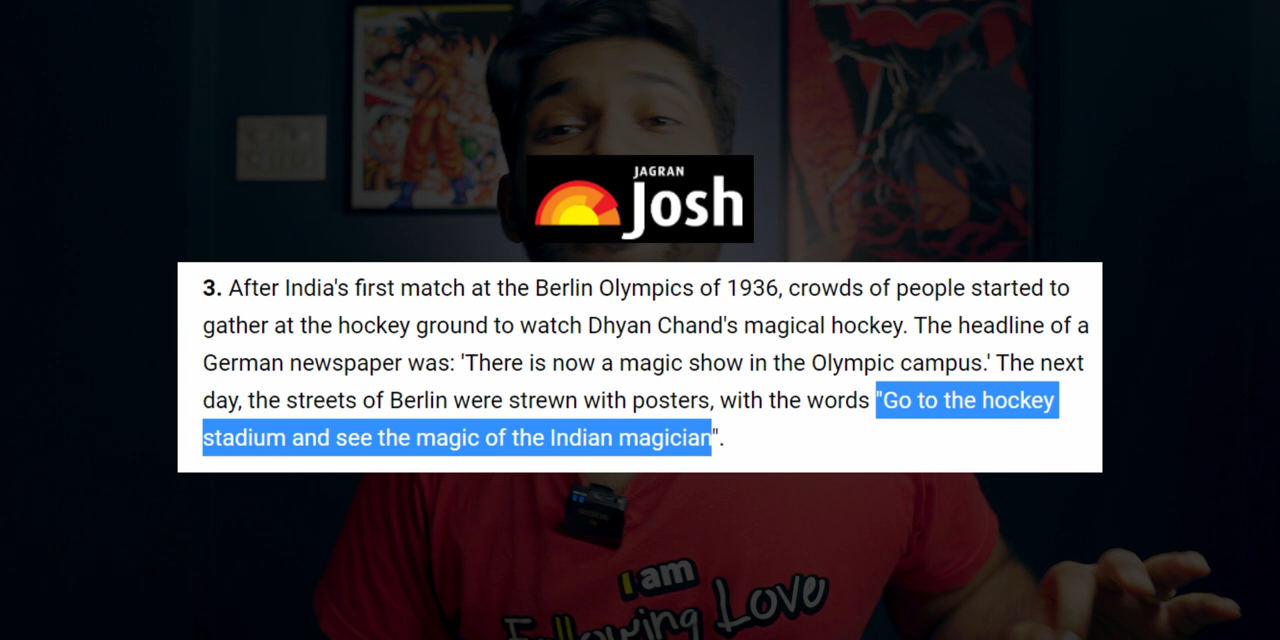 JAGRAN
Josh
3. After India's first match at the Berlin Olympics of 1936, crowds of people started to
gather at the hockey ground to watch Dhyan Chand's magical hockey. The headline of a
German newspaper was: 'There is now a magic show in the Olympic campus.' The next
day, the streets of Berlin were strewn with posters, with the words "Go to the hockey
stadium and see the magic of the Indian magician".
I am
Following Love